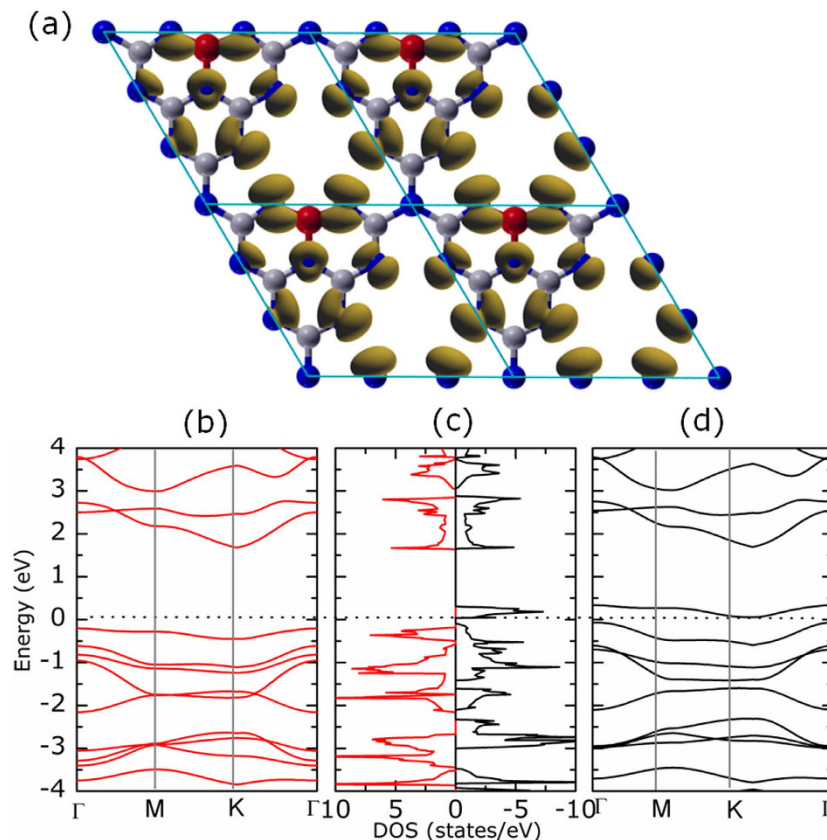 (a)
(b) (c) (d)
4
3
2
1
0
-1
-2
-3
-4
Energy (eV)
Γ M K Γ
10 5 0 -5 -10
DOS (states/eV)
Γ M K Γ